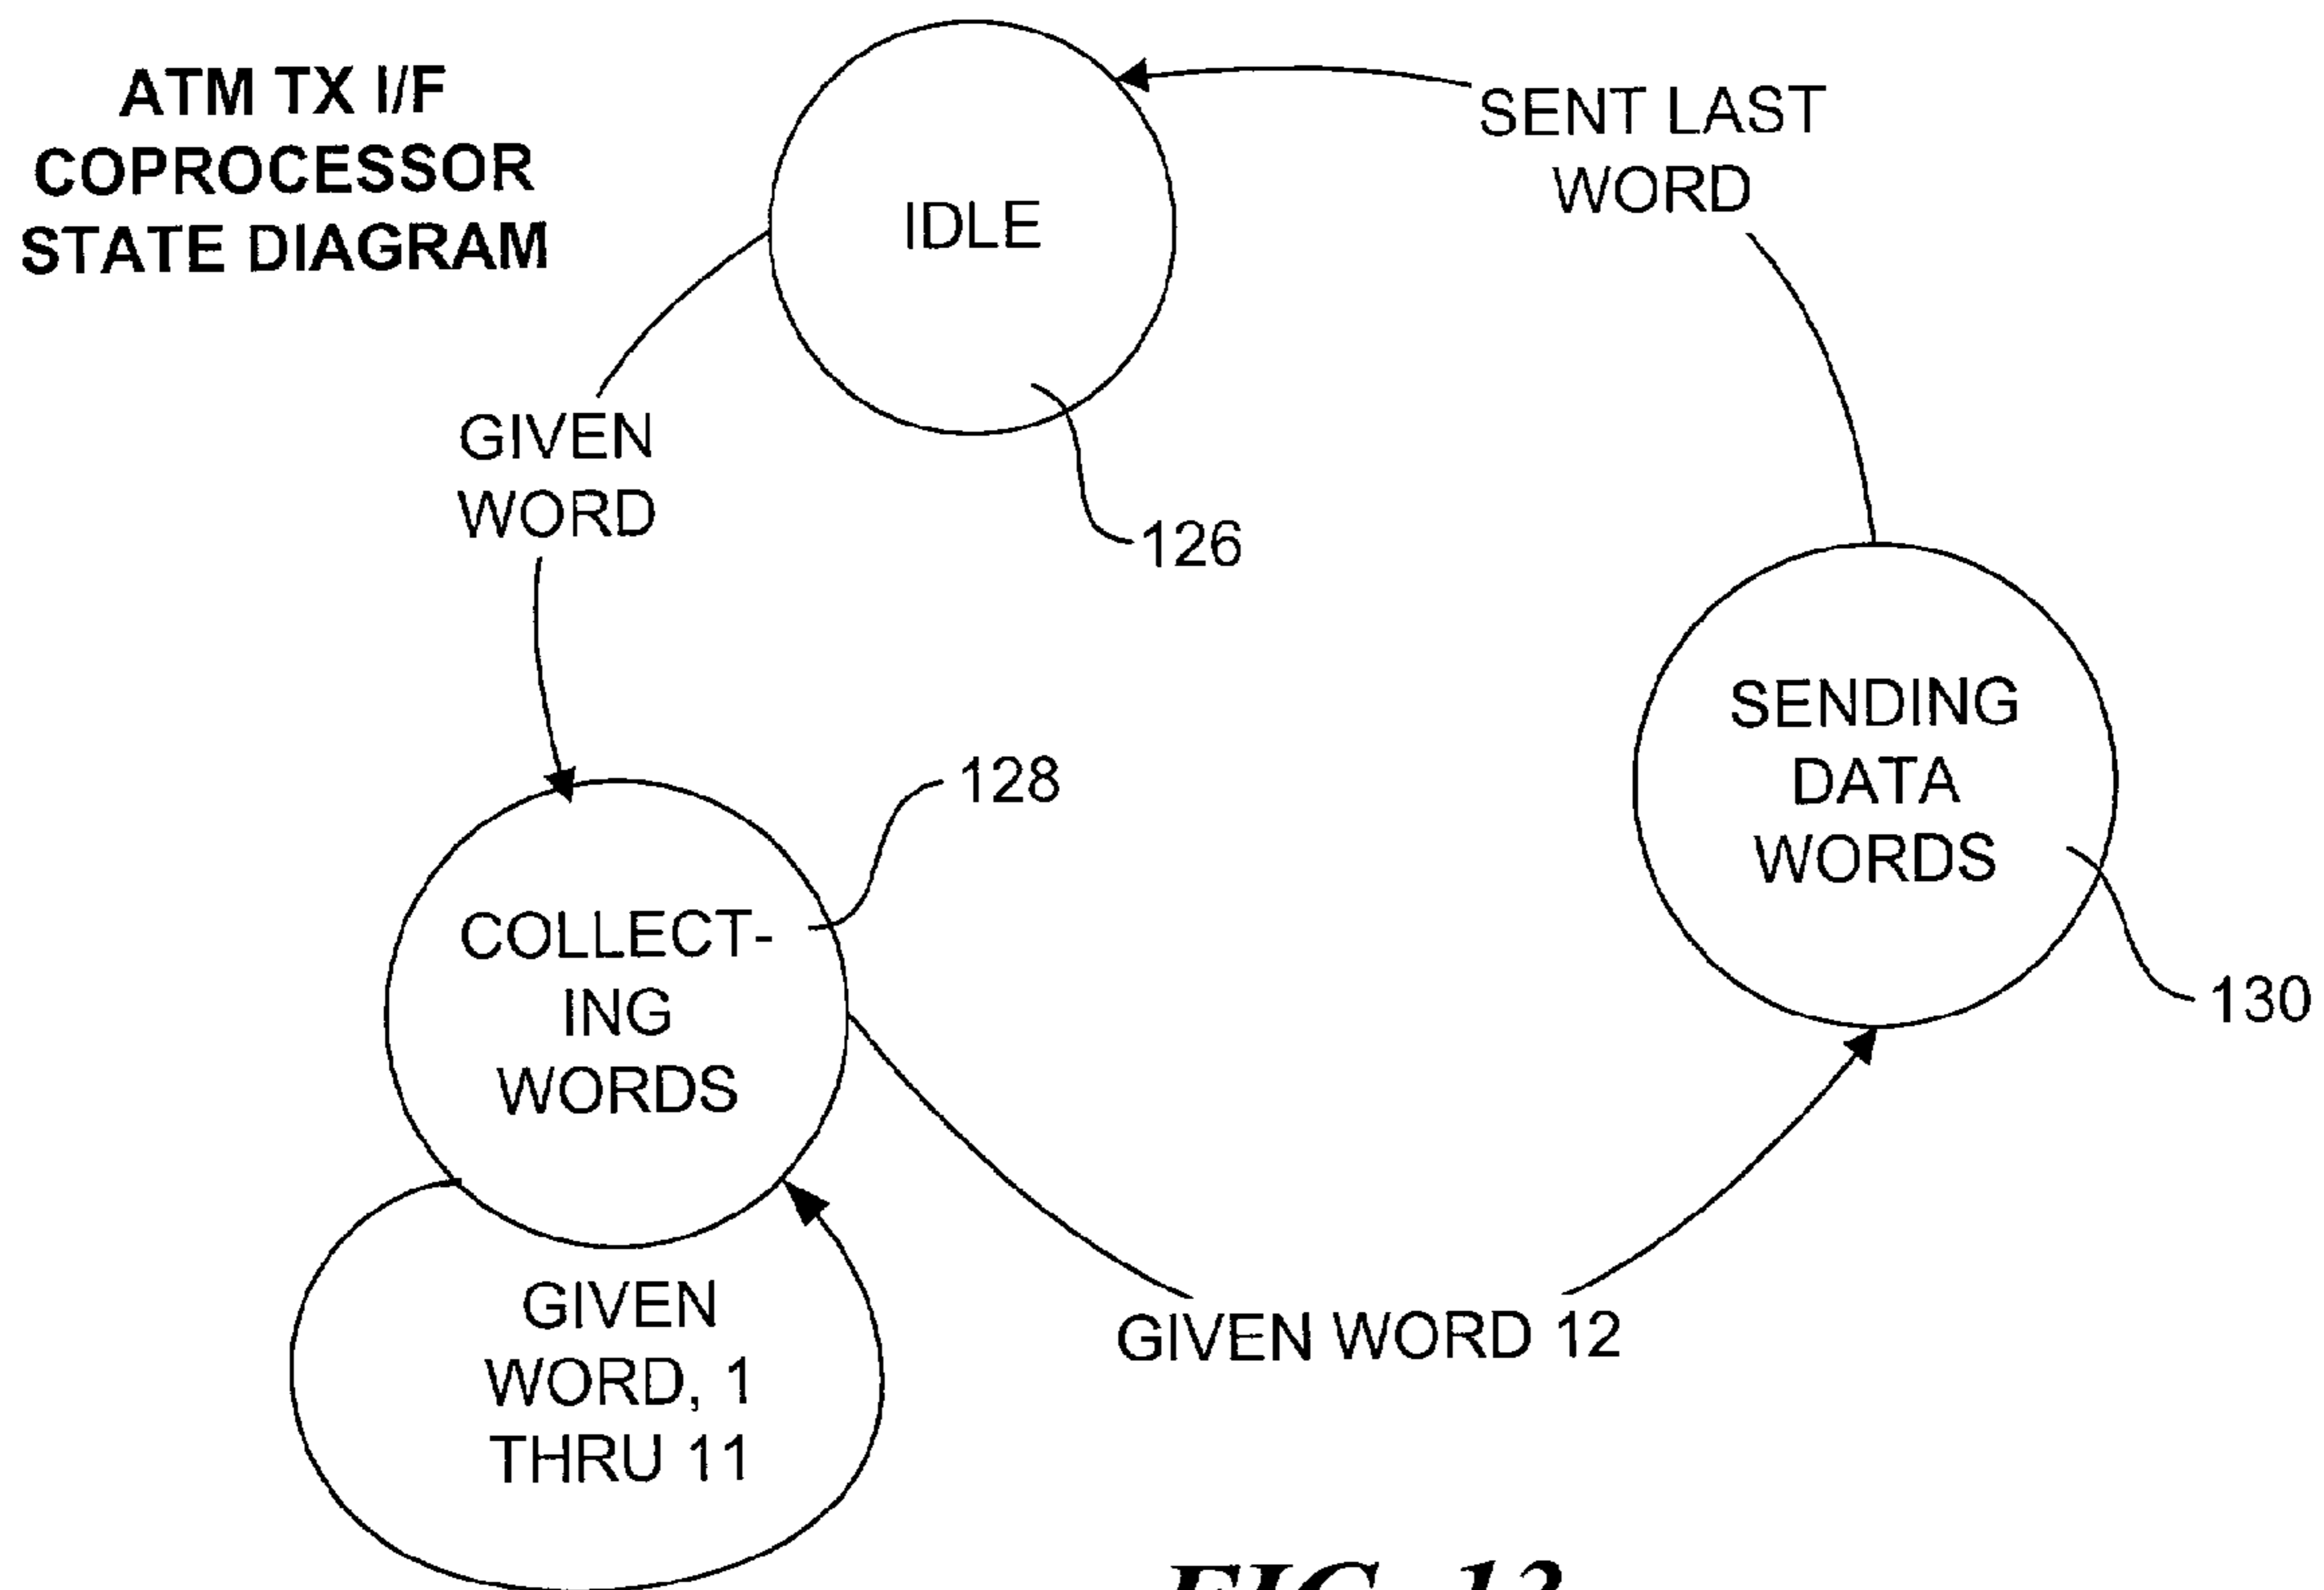 ATM TX I/F
COPROCESSOR
STATE DIAGRAM
IDLE
SENT LAST
WORD
GIVEN
WORD
126
SENDING
DATA
WORDS
128
COLLECT-
ING
WORDS
130
GIVEN WORD 12
GIVEN
WORD, 1
THRU 11